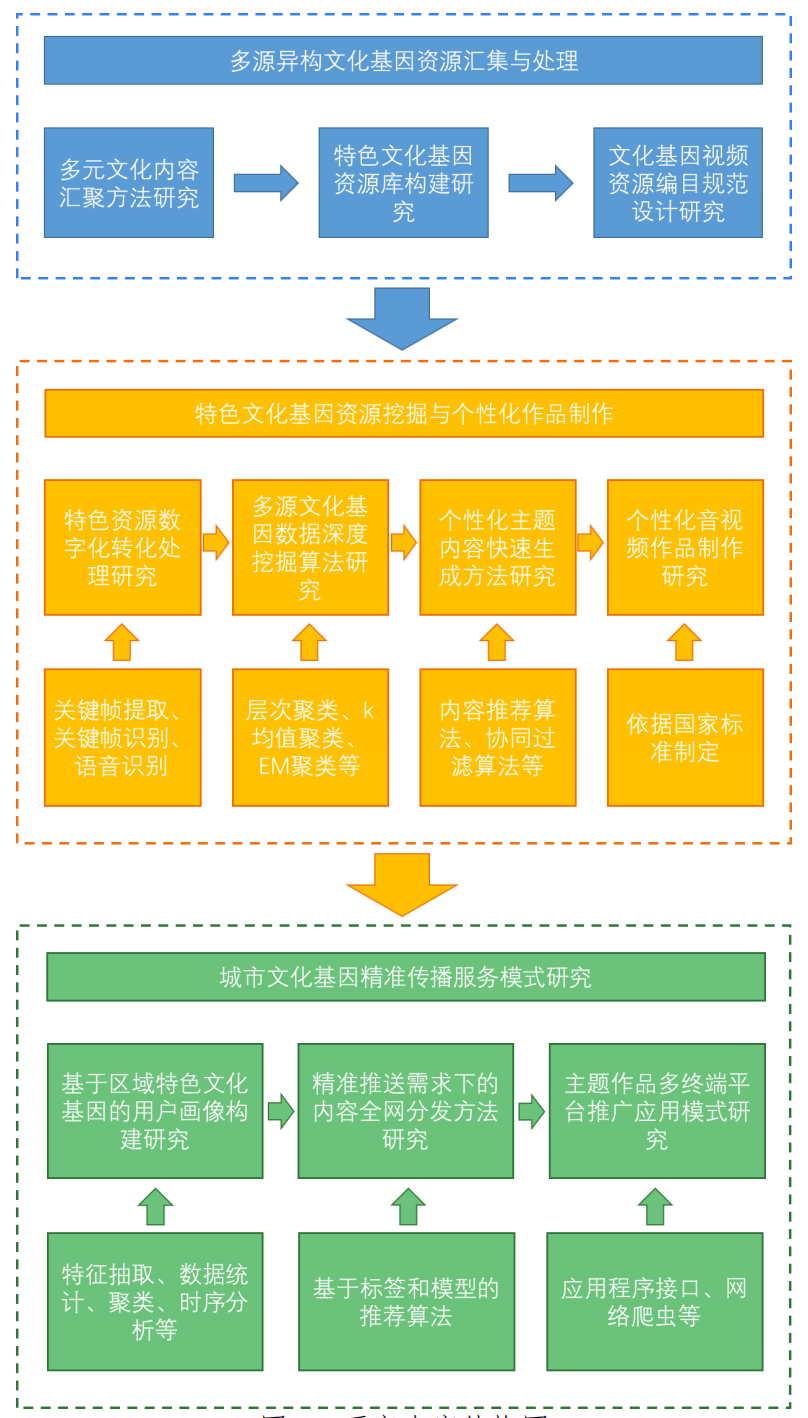 多源异构文化基因资源汇集与处理
多元文化内容
汇聚方法研究
特色文化基因
资源库构建研
究
文化基因视频
资源编目规范
设计研究
特色文化基因资源挖掘与个性化作品制作
特色资源数
字化转化处
理研究
多源文化基
因数据深度
挖掘算法研
究
个性化主题
内容快速生
成方法研究
个性化音视
频作品制作
研究
关键帧提取、
关键帧识别、
语音识别
层次聚类、k
均值聚类、
EM聚类等
内容推荐算
法、协同过
滤算法等
依据国家标
准制定
城市文化基因精准传播服务模式研究
基于区域特色文化
基因的用户画像构
建研究
精准推送需求下的
内容全网分发方法
研究
主题作品多终端平
台推广应用模式研
究
特征抽取、数据统
计、聚类、时序分
析等
基于标签和模型的
推荐算法
应用程序接口、网
络爬虫等